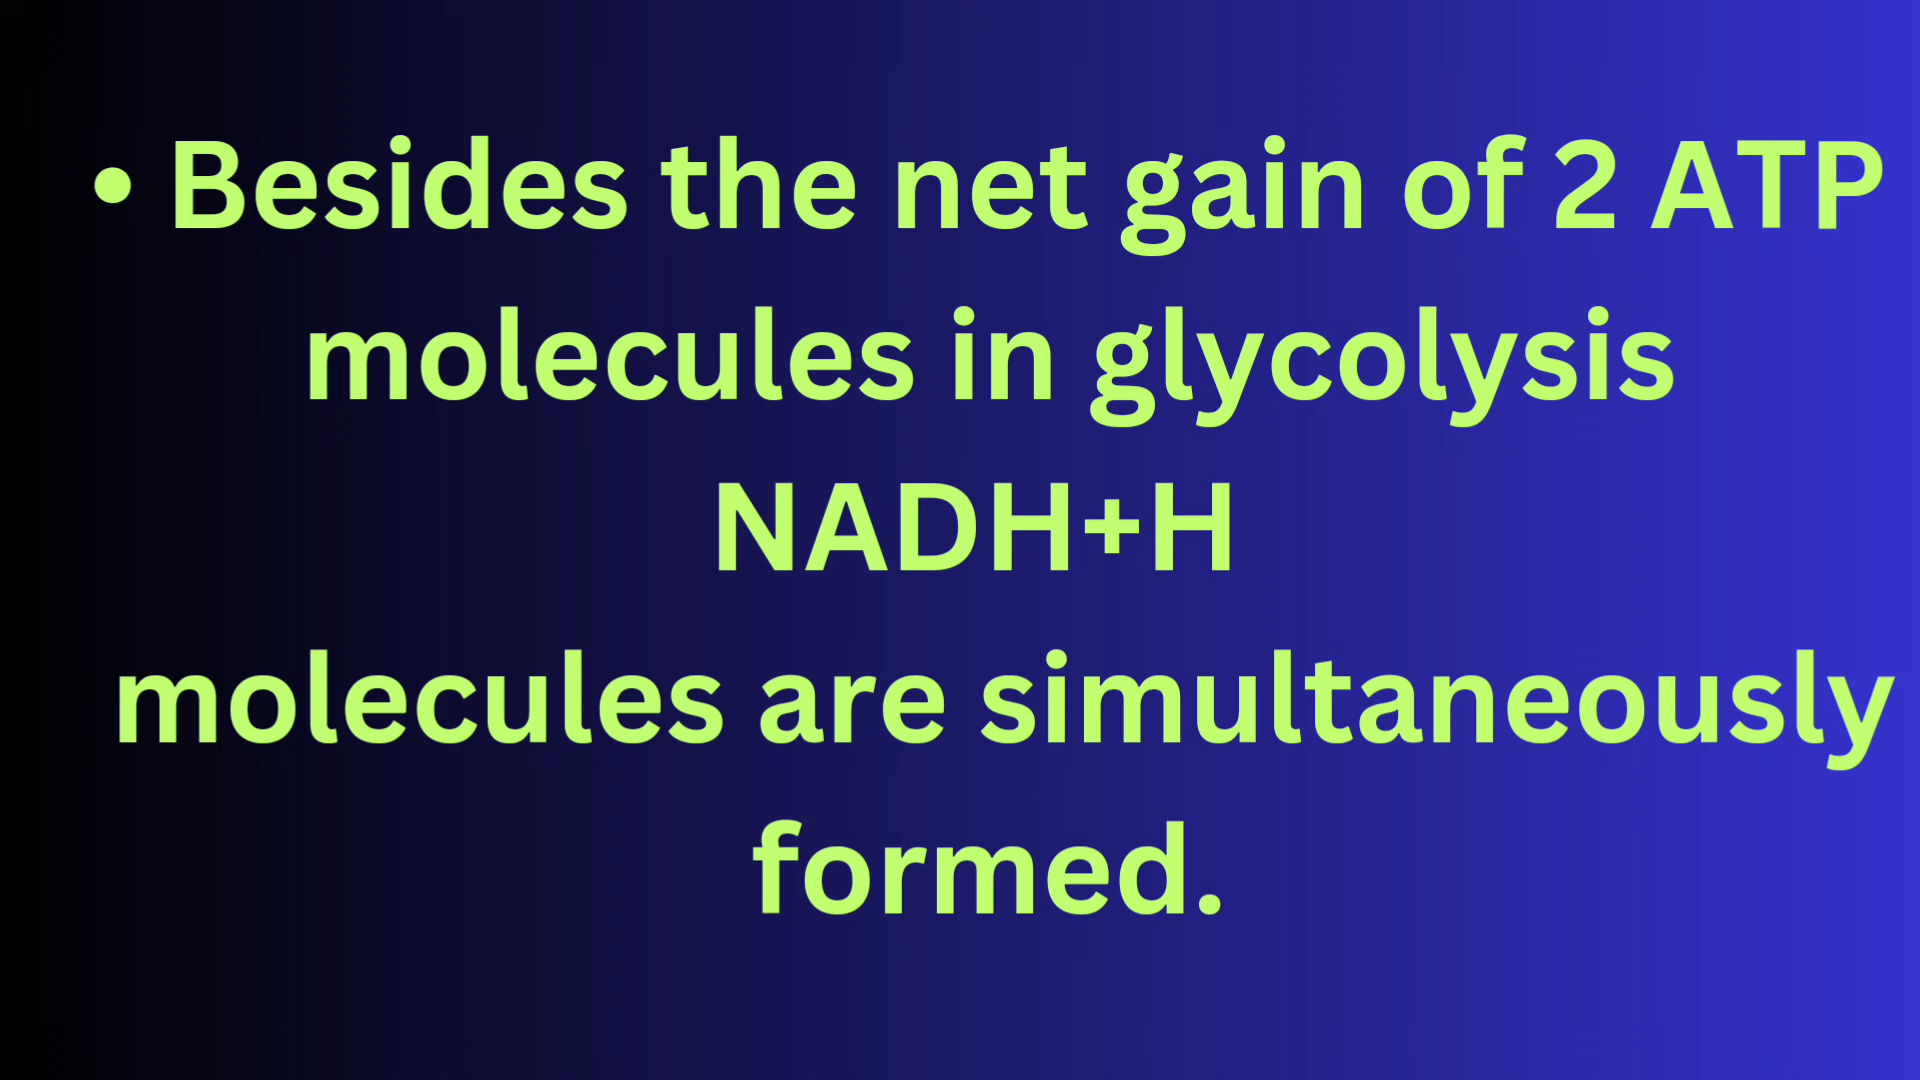 • Besides the net gain of 2 ATP
molecules in glycolysis
NADH+H
molecules are simultaneously
formed.